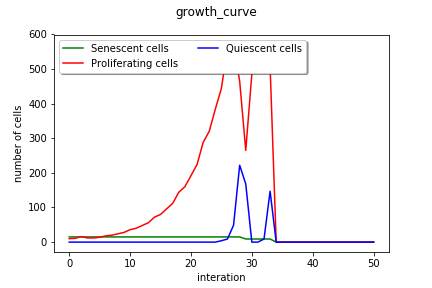 growth_curve
Senescent cells
Proliferating cells
Quiescent cells
number of cells
600
500
400
300
200
100
0
0 10 20 30 40 50
interation